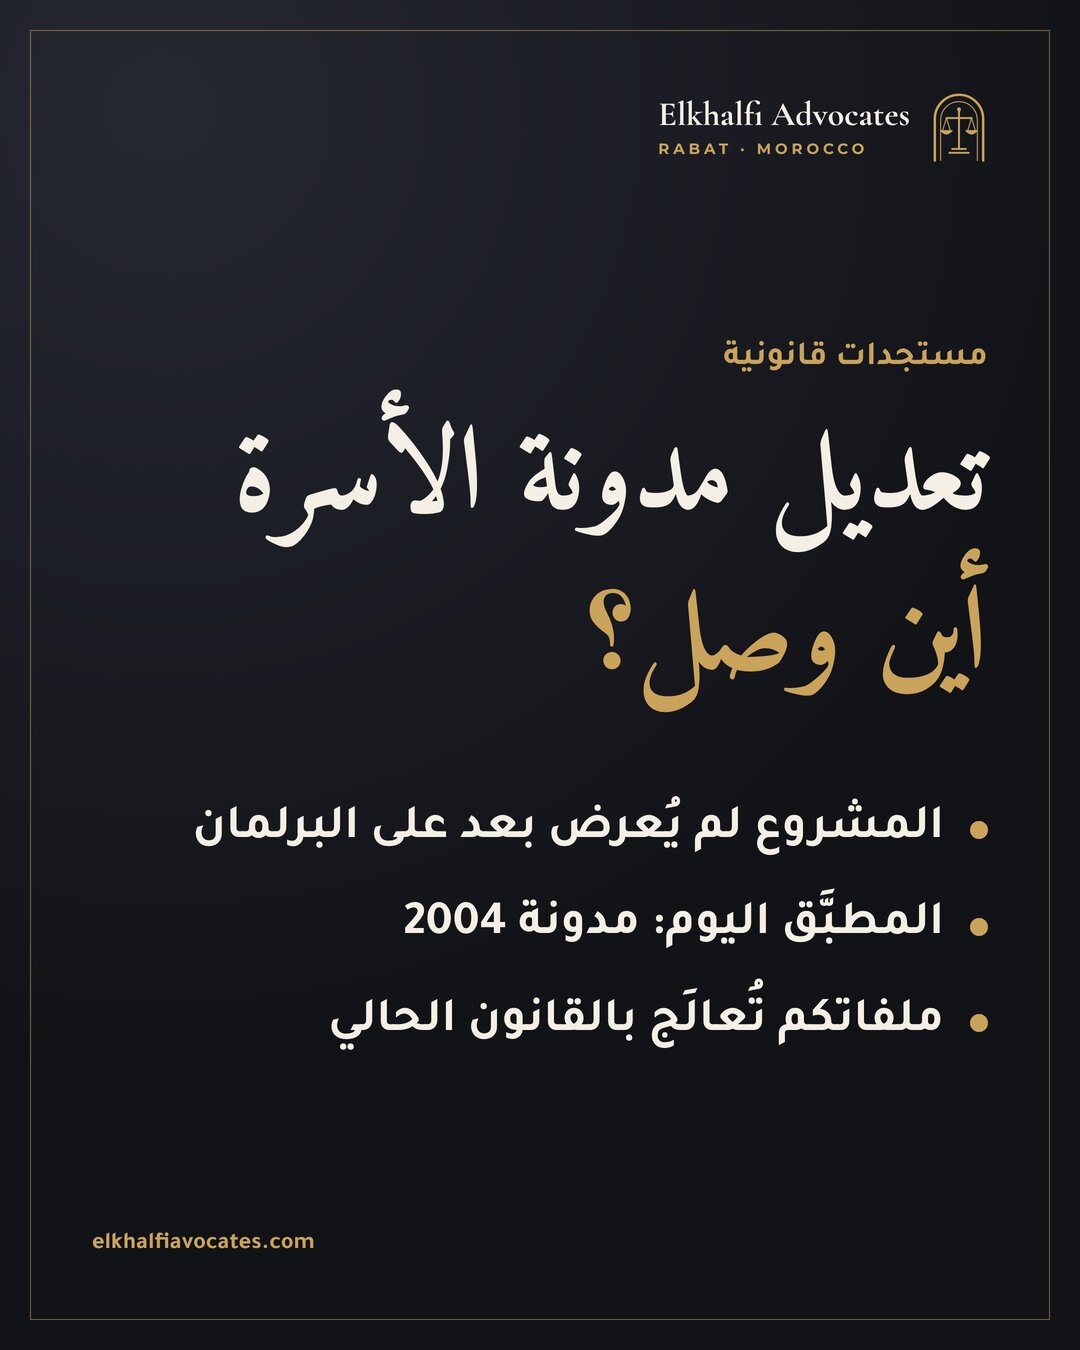 Elkhalfi Advocates
RABAT · MOROCCO
مستجدات قانونية
تعديل مدونة الأسرة
أين وصل؟
المشروع لم يُعرض بعد على البرلمان
المطبَّق اليوم: مدونة 2004
ملفاتكم تُعالَج بالقانون الحالي
elkhalfiavocates.com